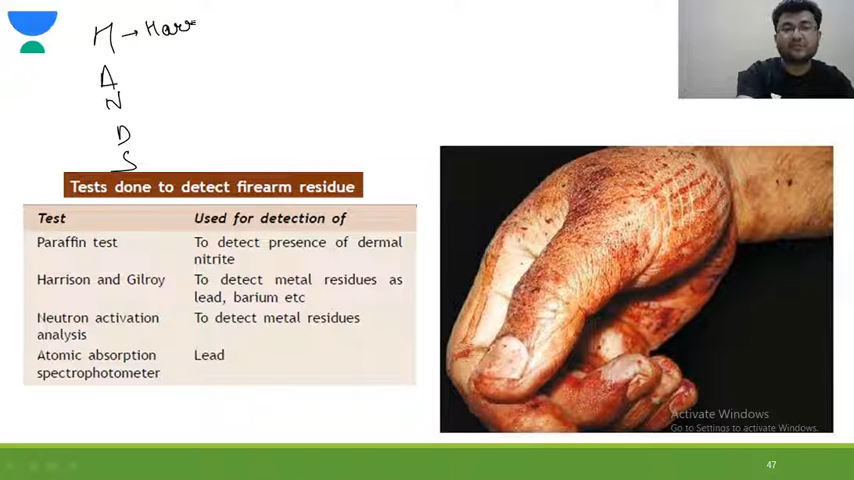 H → Harr
A
N
D
S
Tests done to detect firearm residue
Test Used for detection of
Paraffin test To detect presence of dermal
nitrite
Harrison and Gilroy To detect metal residues as
lead, barium etc
Neutron activation To detect metal residues
analysis
Atomic absorption Lead
spectrophotometer
Activate Windows
Go to Settings to activate Windows.
47